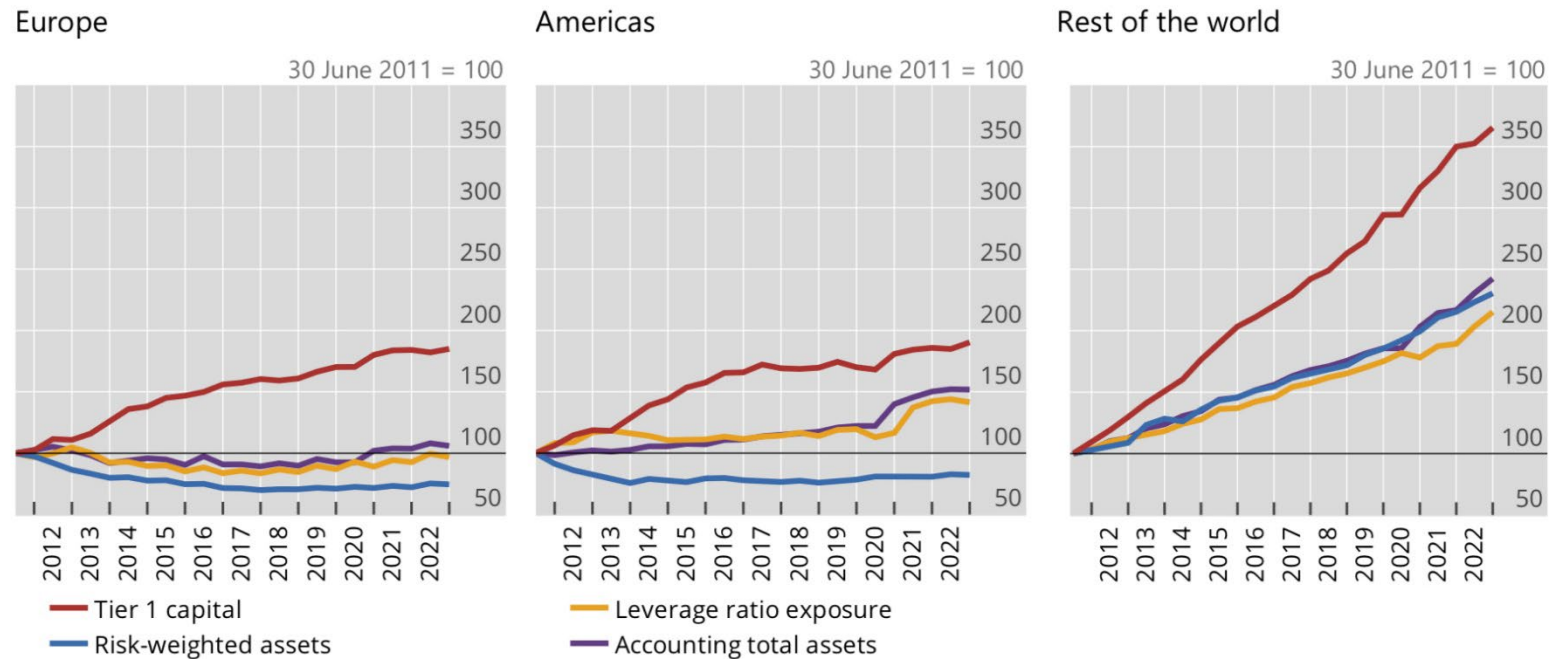 Europe
30 June 2011 = 100
350
300
250
200
150
100
50
2012 2013 2014 2015 2016 2017 2018 2019 2020 2021 2022
Americas
30 June 2011 = 100
350
300
250
200
150
100
50
2012 2013 2014 2015 2016 2017 2018 2019 2020 2021 2022
Rest of the world
30 June 2011 = 100
350
300
250
200
150
100
50
2012 2013 2014 2015 2016 2017 2018 2019 2020 2021 2022
Tier 1 capital
Risk-weighted assets
Leverage ratio exposure
Accounting total assets